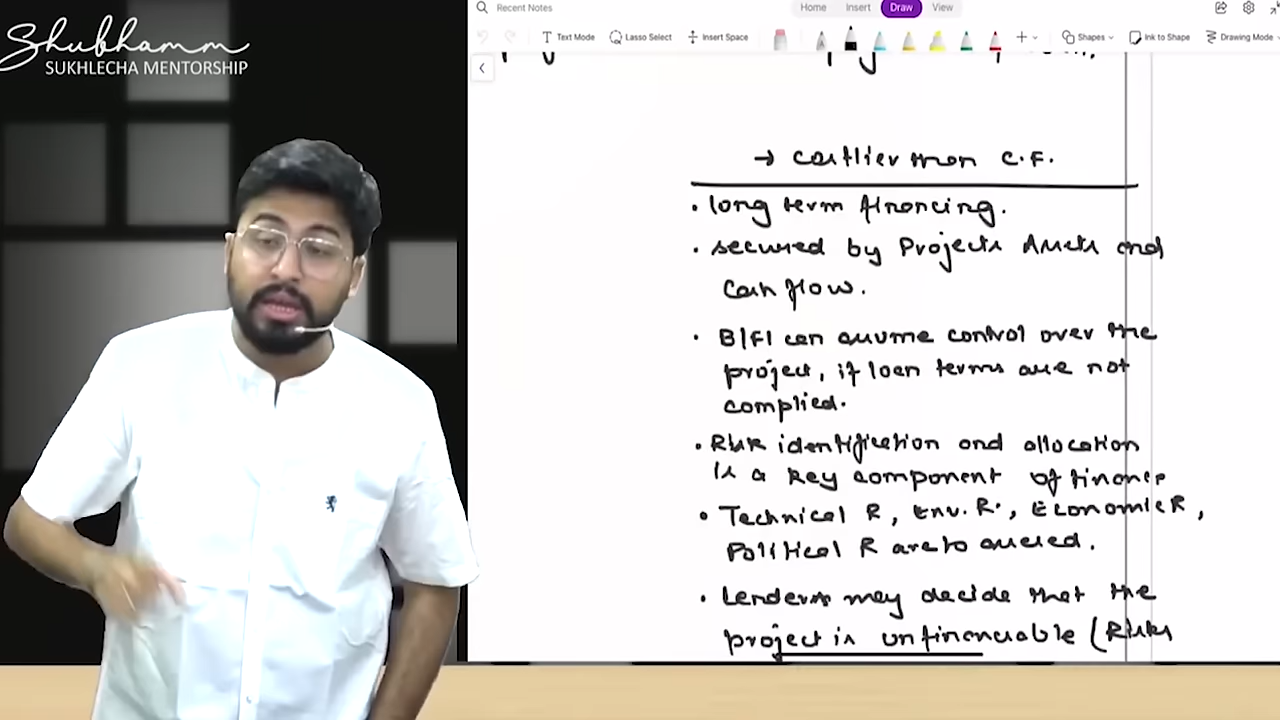 Shubhamm
SUKHLECHA MENTORSHIP
Recent Notes
Home Insert Draw View
Text Mode Lasso Select Insert Space Shapes Ink to Shape Drawing Mode
→ costlier than C.F.
• long term financing.
• secured by Projects Assets and
Cash flow.
• B/FI can assume control over the
project, if loan terms are not
complied.
• Risk identification and allocation
is a key component of finance
• Technical R, Env. R., Economic R,
Political R are to assessed.
• Lenders may decide that the
project is unfinancable (Risks